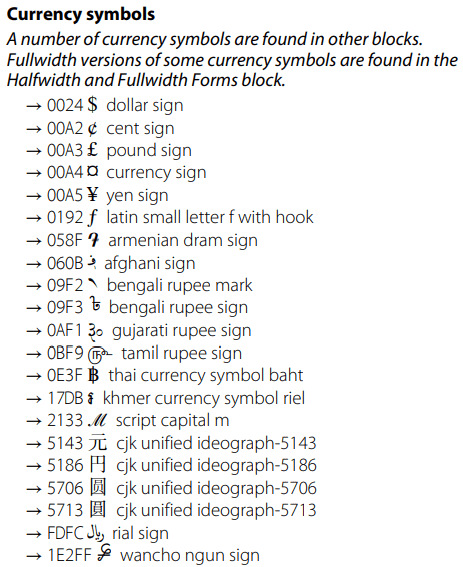 Currency symbols
A number of currency symbols are found in other blocks.
Fullwidth versions of some currency symbols are found in the
Halfwidth and Fullwidth Forms block.
→ 0024 $ dollar sign
→ 00A2 ¢ cent sign
→ 00A3 £ pound sign
→ 00A4 ¤ currency sign
→ 00A5 ¥ yen sign
→ 0192 ƒ latin small letter f with hook
→ 058F ֏ armenian dram sign
→ 060B ؋ afghani sign
→ 09F2 ৲ bengali rupee mark
→ 09F3 ৳ bengali rupee sign
→ 0AF1 ૱ gujarati rupee sign
→ 0BF9 ௹ tamil rupee sign
→ 0E3F ฿ thai currency symbol baht
→ 17DB ៛ khmer currency symbol riel
→ 2133 ℳ script capital m
→ 5143 元 cjk unified ideograph-5143
→ 5186 円 cjk unified ideograph-5186
→ 5706 圆 cjk unified ideograph-5706
→ 5713 圓 cjk unified ideograph-5713
→ FDFC ﷼ rial sign
→ 1E2FF 𞋿 wancho ngun sign